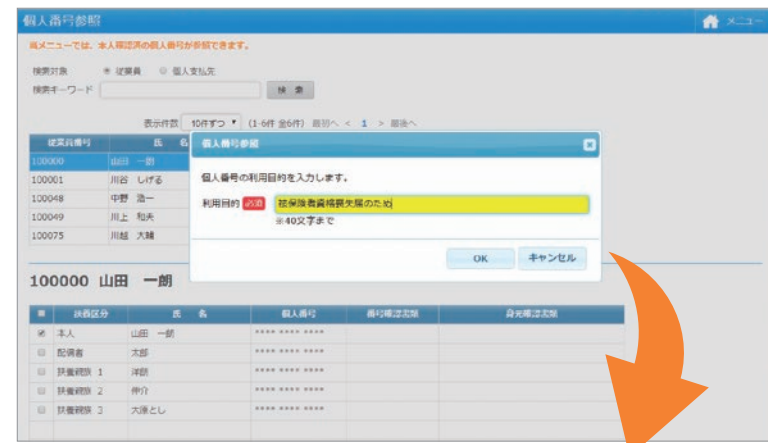 個人番号参照
メニュー
当メニューでは、本人確認済の個人番号が参照できます。
検索対象 従業員 個人支払先
検索キーワード 検 索
表示件数 10件ずつ (1-6件 全6件) 最初へ < 1 > 最後へ
従業員番号 氏 名
100000 山田 一朗
100001 川谷 しげる
100048 中野 浩一
100049 川上 和夫
100075 川越 大輔
個人番号参照
個人番号の利用目的を入力します。
利用目的 必須 被保険者資格喪失届のため
※40文字まで
OK キャンセル
100000 山田 一朗
扶養区分 氏 名 個人番号 番号確認書類 身元確認書類
本人 山田 一朗 **** **** ****
配偶者 太郎 **** **** ****
扶養親族 1 洋朗 **** **** ****
扶養親族 2 伸介 **** **** ****
扶養親族 3 大原とし **** **** ****